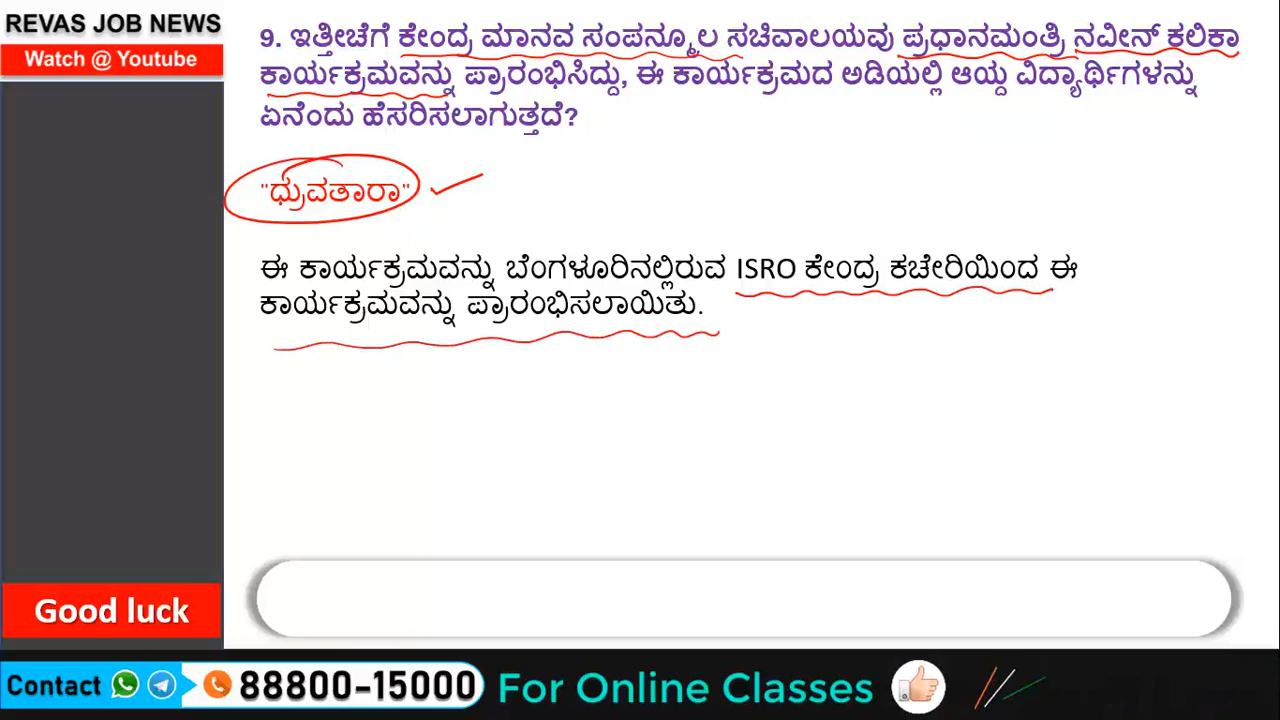 REVAS JOB NEWS
Watch @ Youtube
9. ಇತ್ತೀಚೆಗೆ ಕೇಂದ್ರ ಮಾನವ ಸಂಪನ್ಮೂಲ ಸಚಿವಾಲಯವು ಪ್ರಧಾನಮಂತ್ರಿ ನವೀನ್ ಕಲಿಕಾ
ಕಾರ್ಯಕ್ರಮವನ್ನು ಪ್ರಾರಂಭಿಸಿದ್ದು, ಈ ಕಾರ್ಯಕ್ರಮದ ಅಡಿಯಲ್ಲಿ ಆಯ್ದ ವಿದ್ಯಾರ್ಥಿಗಳನ್ನು
ಏನೆಂದು ಹೆಸರಿಸಲಾಗುತ್ತದೆ?
"ಧ್ರುವತಾರಾ"
ಈ ಕಾರ್ಯಕ್ರಮವನ್ನು ಬೆಂಗಳೂರಿನಲ್ಲಿರುವ ISRO ಕೇಂದ್ರ ಕಚೇರಿಯಿಂದ ಈ
ಕಾರ್ಯಕ್ರಮವನ್ನು ಪ್ರಾರಂಭಿಸಲಾಯಿತು.
Good luck
Contact 88800-15000 For Online Classes